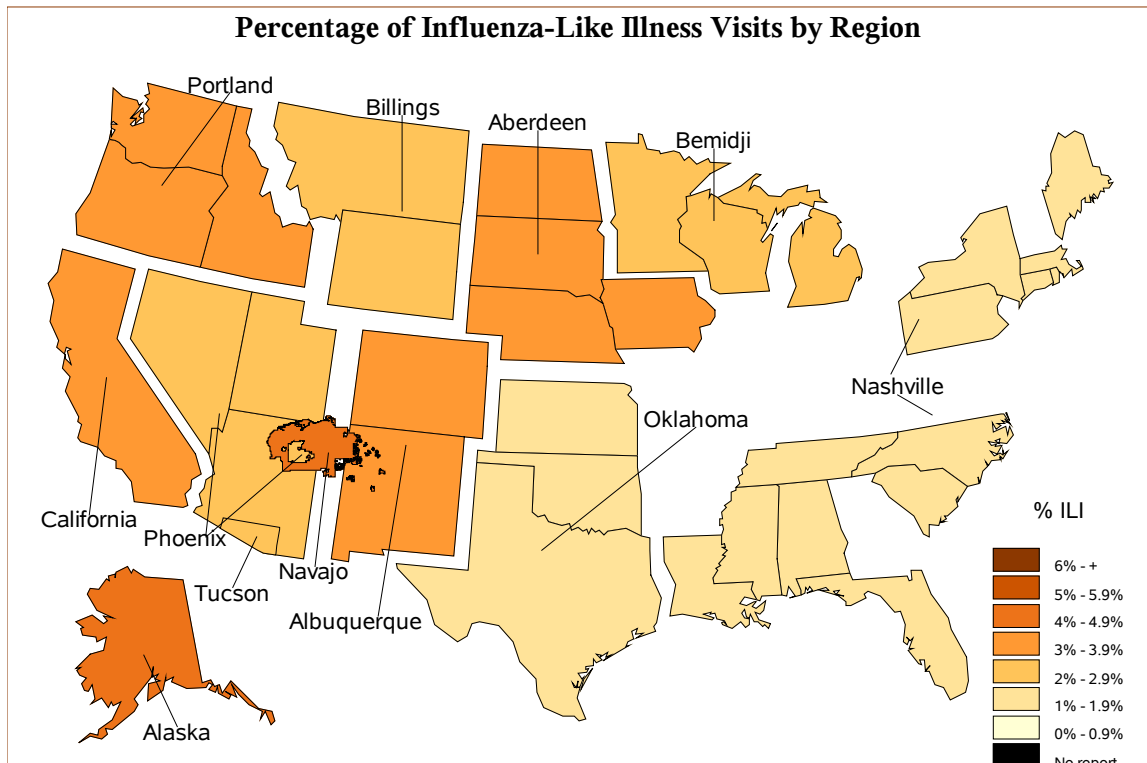 Percentage of Influenza-Like Illness Visits by Region
Portland
Billings
Aberdeen
Bemidji
Nashville
Oklahoma
California
Phoenix
Tucson
Navajo
Albuquerque
Alaska
% ILI
6% - +
5% - 5.9%
4% - 4.9%
3% - 3.9%
2% - 2.9%
1% - 1.9%
0% - 0.9%
No report